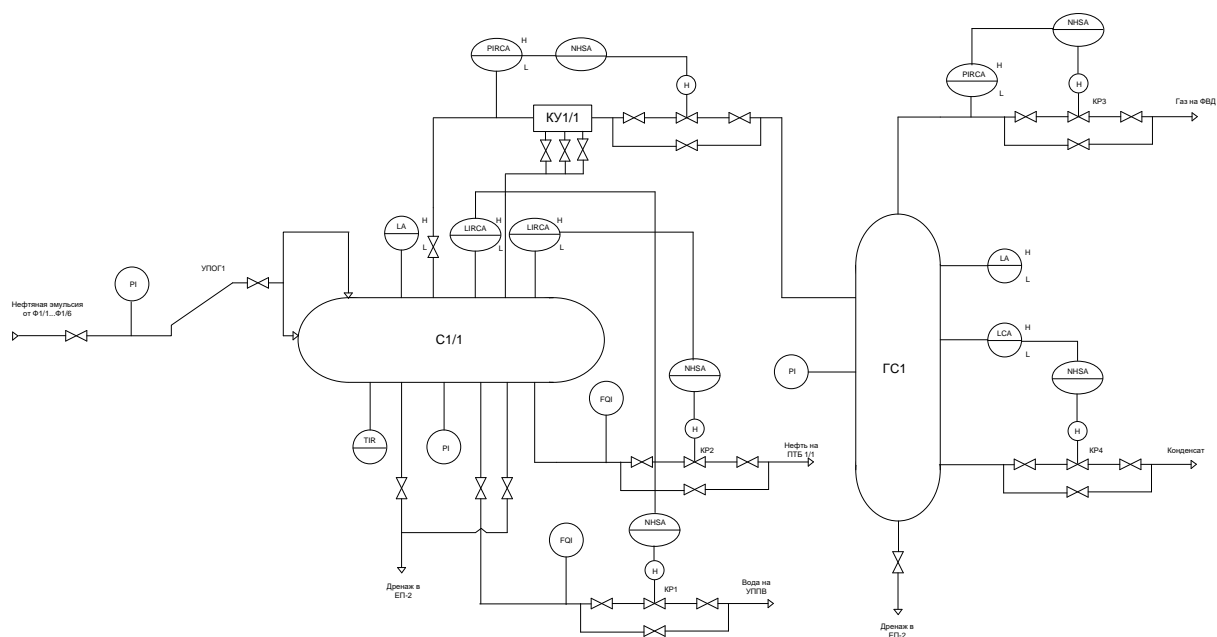 PIRCA
H
L
NHSA
H
КУ1/1
NHSA
PIRCA
H
L
H
КР3
Газ на ФВД
LA
H
L
LIRCA
H
L
LIRCA
H
L
УПОГ1
PI
Нефтяная эмульсия
от Ф1/1...Ф1/6
С1/1
TIR
PI
FQI
NHSA
H
КР2
Нефть на
ПТБ 1/1
FQI
NHSA
H
КР1
Вода на
УППВ
Дренаж в
ЕП-2
LA
H
L
LCA
H
L
PI
ГС1
NHSA
H
КР4
Конденсат
Дренаж в
ЕП-2